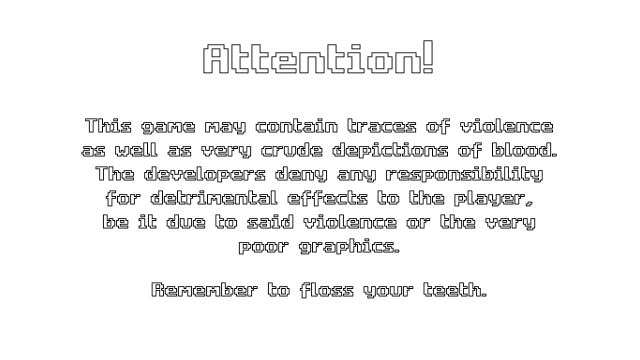 Attention!
This game may contain traces of violence
as well as very crude depictions of blood.
The developers deny any responsibility
for detrimental effects to the player,
be it due to said violence or the very
poor graphics.
Remember to floss your teeth.